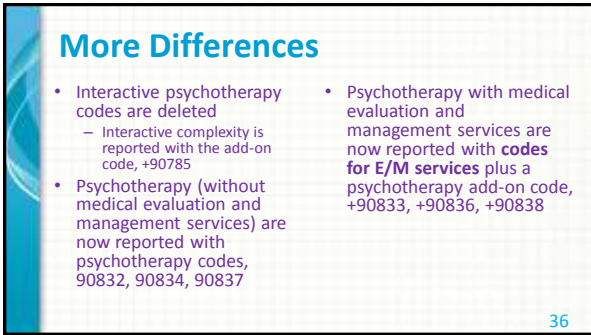 More Differences
• Interactive psychotherapy
codes are deleted
– Interactive complexity is
reported with the add-on
code, +90785
• Psychotherapy (without
medical evaluation and
management services) are
now reported with
psychotherapy codes,
90832, 90834, 90837
• Psychotherapy with medical
evaluation and
management services are
now reported with codes
for E/M services plus a
psychotherapy add-on code,
+90833, +90836, +90838
36